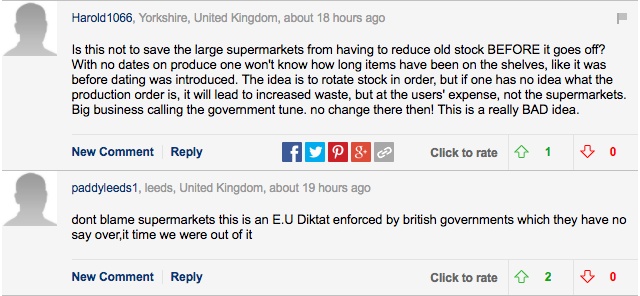 Harold1066, Yorkshire, United Kingdom, about 18 hours ago
Is this not to save the large supermarkets from having to reduce old stock BEFORE it goes off?
With no dates on produce one won't know how long items have been on the shelves, like it was
before dating was introduced. The idea is to rotate stock in order, but if one has no idea what the
production order is, it will lead to increased waste, but at the users' expense, not the supermarkets.
Big business calling the government tune. no change there then! This is a really BAD idea.
New Comment Reply Click to rate 1 0
paddyleeds1, leeds, United Kingdom, about 19 hours ago
dont blame supermarkets this is an E.U Diktat enforced by british governments which they have no
say over,it time we were out of it
New Comment Reply Click to rate 2 0